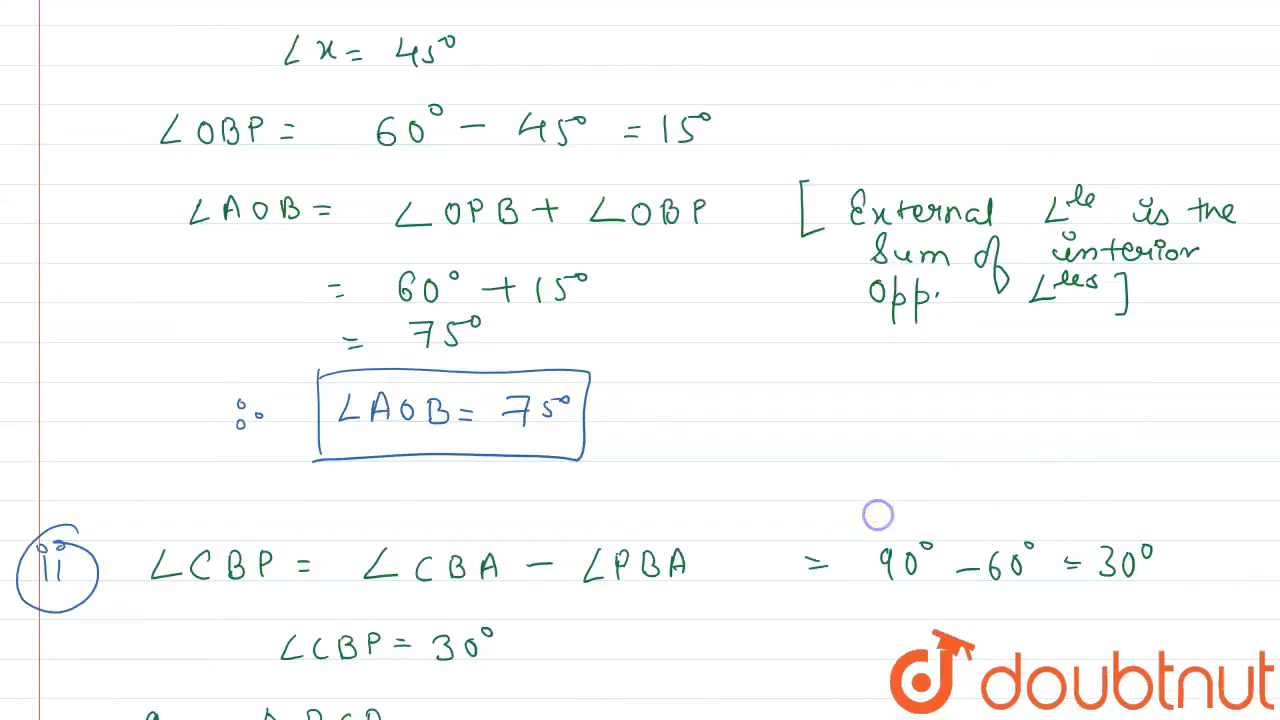 ∠x = 45°
∠OBP = 60° - 45° = 15°
∠AOB = ∠OPB + ∠OBP [External ∠le is the
Sum of interior
opp. ∠les]
= 60° + 15°
= 75°
∴ ∠AOB = 75°
ii ∠CBP = ∠CBA - ∠PBA = 90° - 60° = 30°
∠CBP = 30°
doubtnut